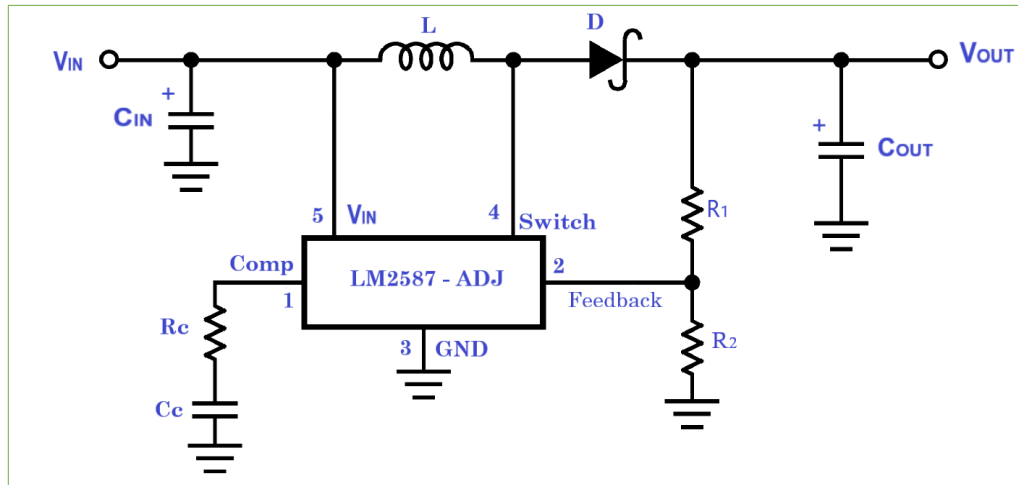 L
D
VIN
VOUT
+
CIN
+
COUT
R1
5
VIN
4
Switch
Comp
LM2587 - ADJ
2
1
Feedback
Rc
3
GND
R2
Cc